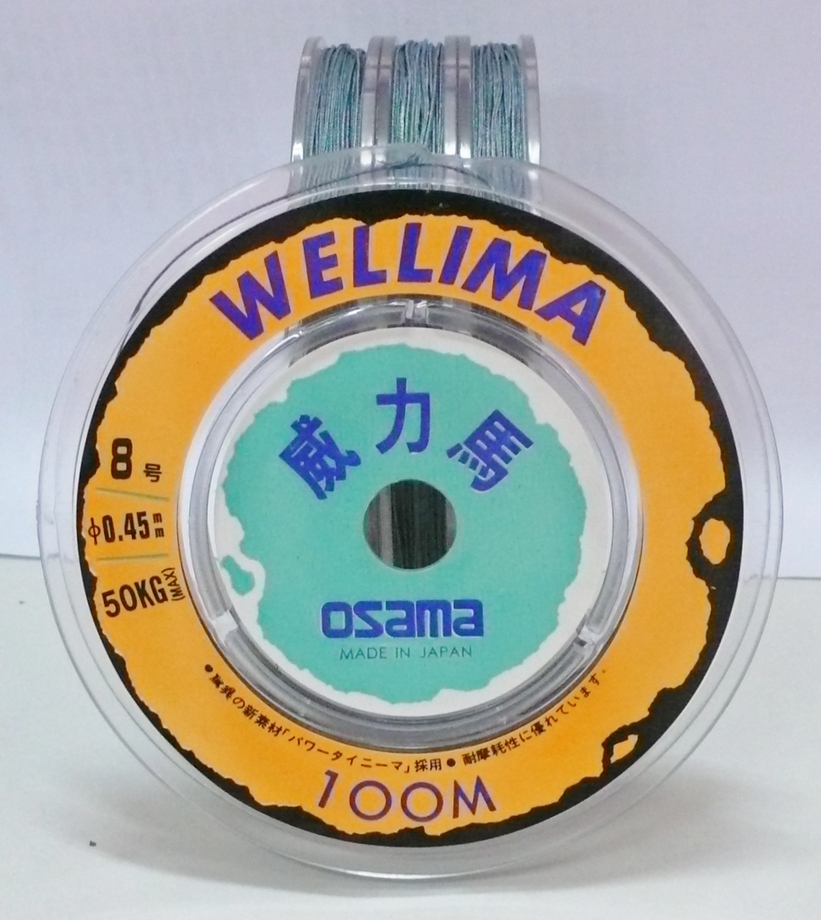 WELLIMA
威力馬
8号
φ0.45mm
50KG(MAX)
osama
MADE IN JAPAN
●驚異の新素材「パワータイニーマ」採用●耐摩耗性に優れています。
100M